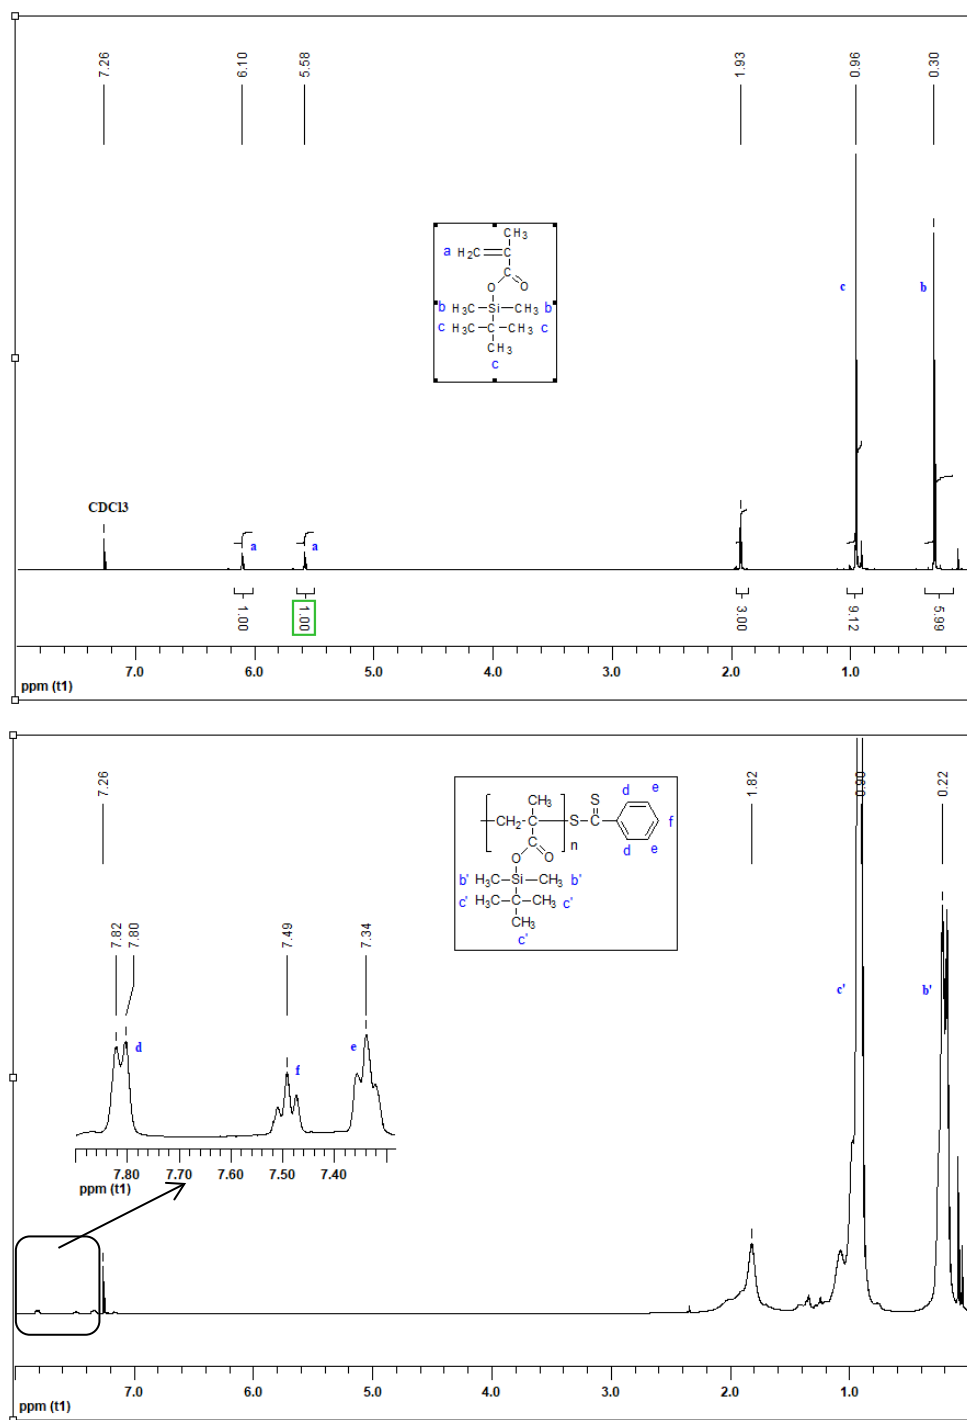 7.26 6.10 5.58 1.93 0.96 0.30
CH3
a H2C C
C
O O
b H3C Si CH3 b
c H3C C CH3 c
CH3
c
c b
CDCl3
a a
1.00 1.00 3.00 9.12 5.99
7.0 6.0 5.0 4.0 3.0 2.0 1.0
ppm (t1)
7.26 1.82 0.90 0.22
S d e
CH3
CH2 C S C f
n d e
C
O O
b' H3C Si CH3 b'
c' H3C C CH3 c'
CH3
c'
7.82 7.80 7.49 7.34
c' b'
d f e
7.80 7.70 7.60 7.50 7.40
ppm (t1)
7.0 6.0 5.0 4.0 3.0 2.0 1.0
ppm (t1)